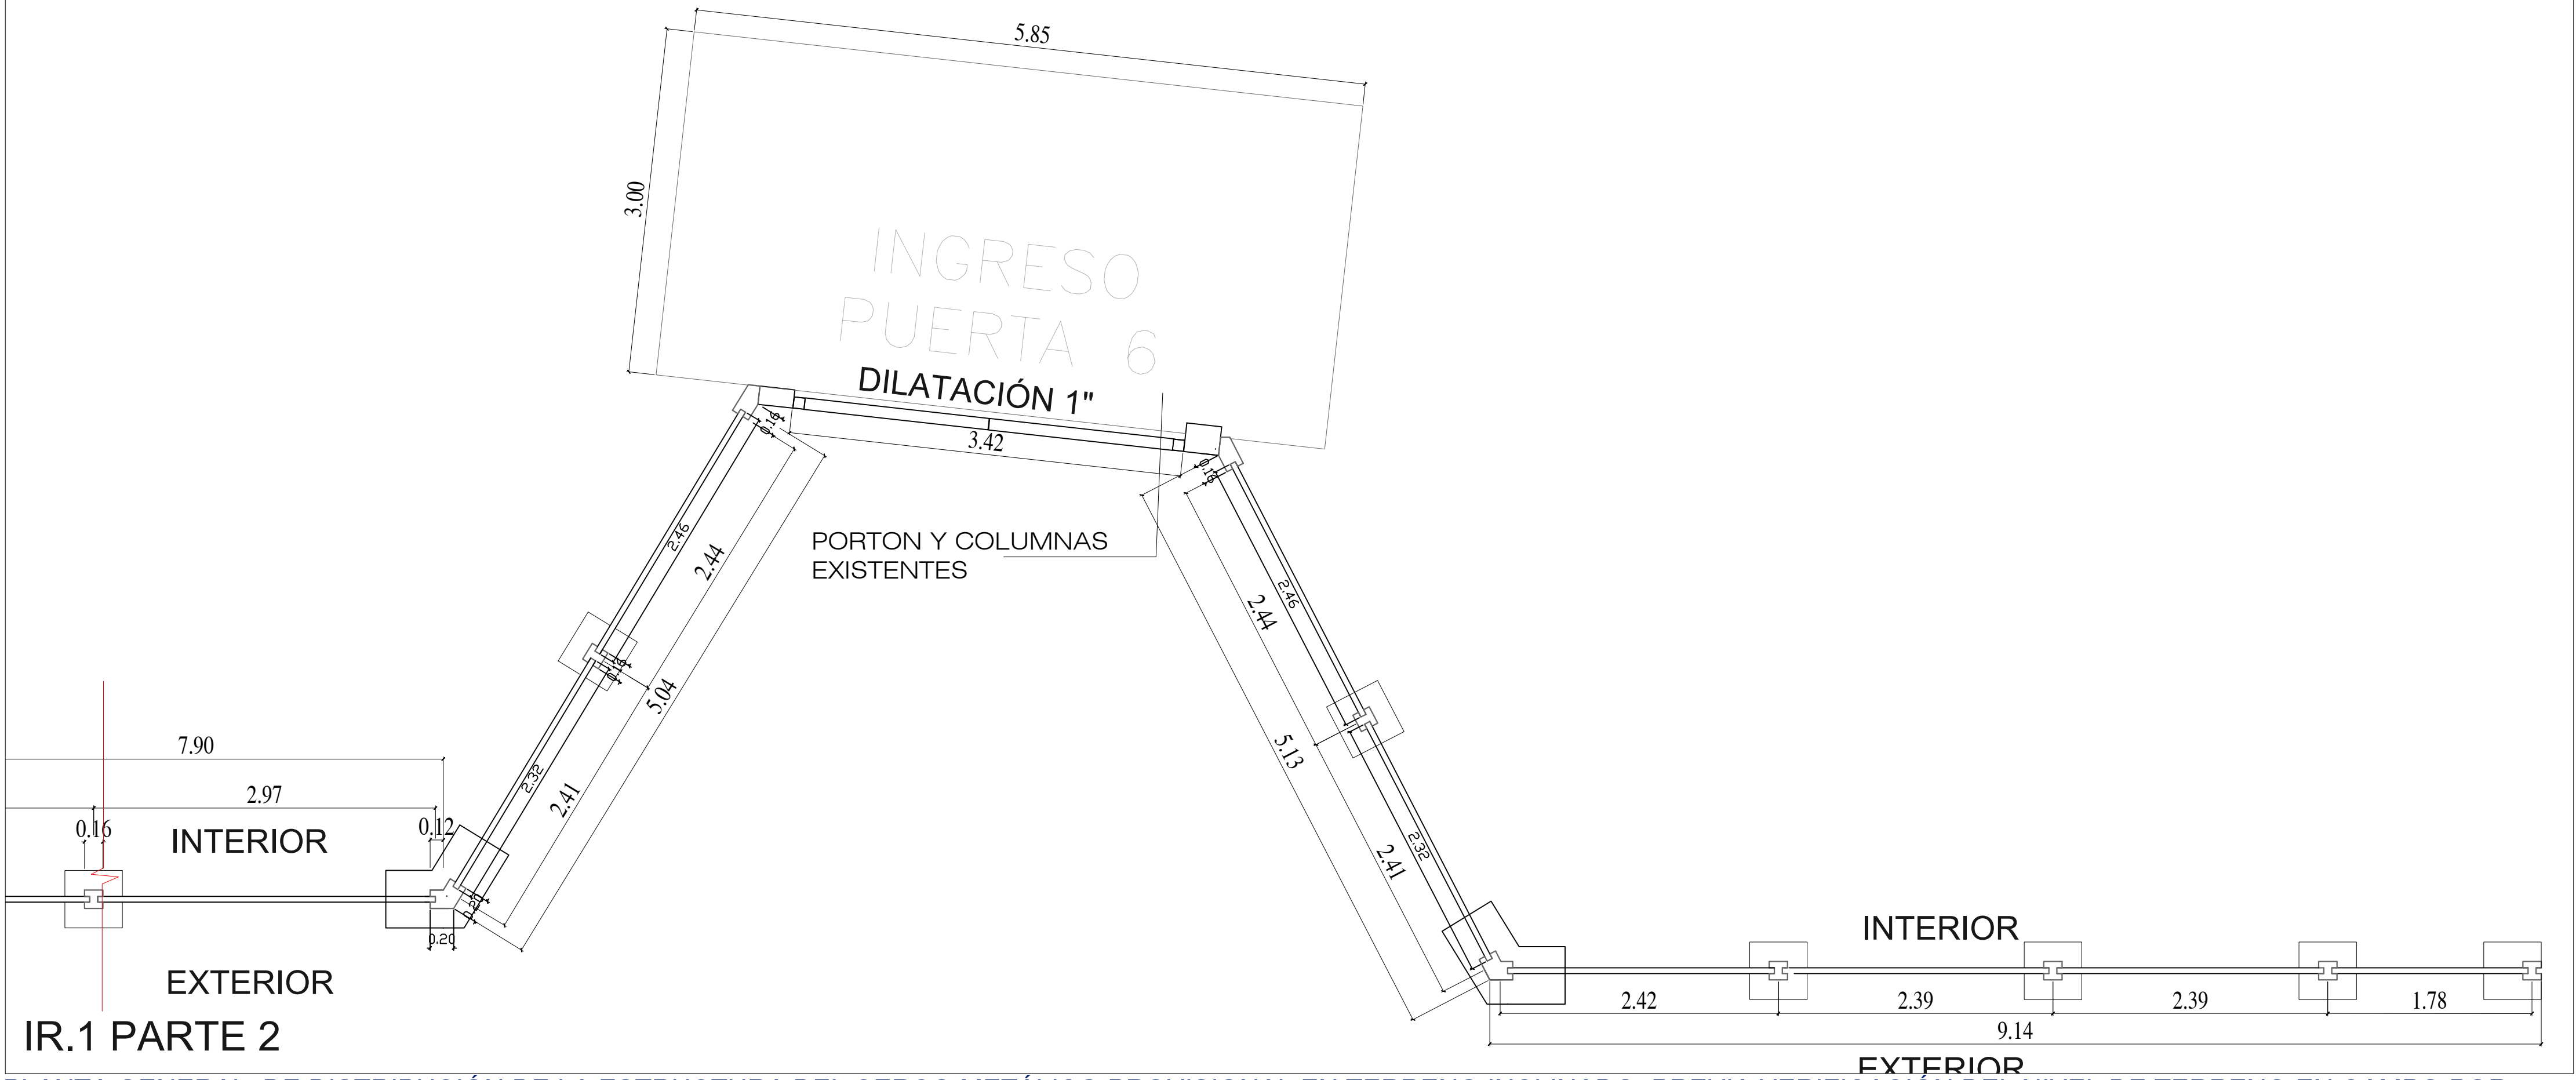 5.85
3.00
INGRESO
PUERTA 6
DILATACIÓN 1"
0.16
3.42
0.16
2.46
2.44
PORTON Y COLUMNAS
EXISTENTES
2.46
2.44
0.16
5.04
5.13
7.90
2.32
2.41
2.32
2.41
2.97
0.16
0.12
INTERIOR
0.20
0.20
INTERIOR
EXTERIOR
2.42
2.39
2.39
1.78
IR.1 PARTE 2
9.14
EXTERIOR